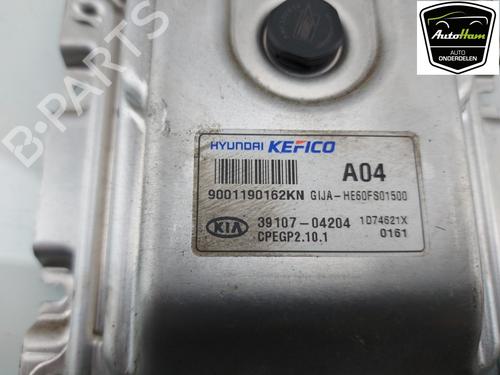 AutoHam
AUTO
ONDERDELEN
B-PARTS
HYUNDAI KEFICO
A04
9001190162KN GIJA-HE60FS01500
KIA 39107-04204 1D74621X
CPEGP2.10.1 0161